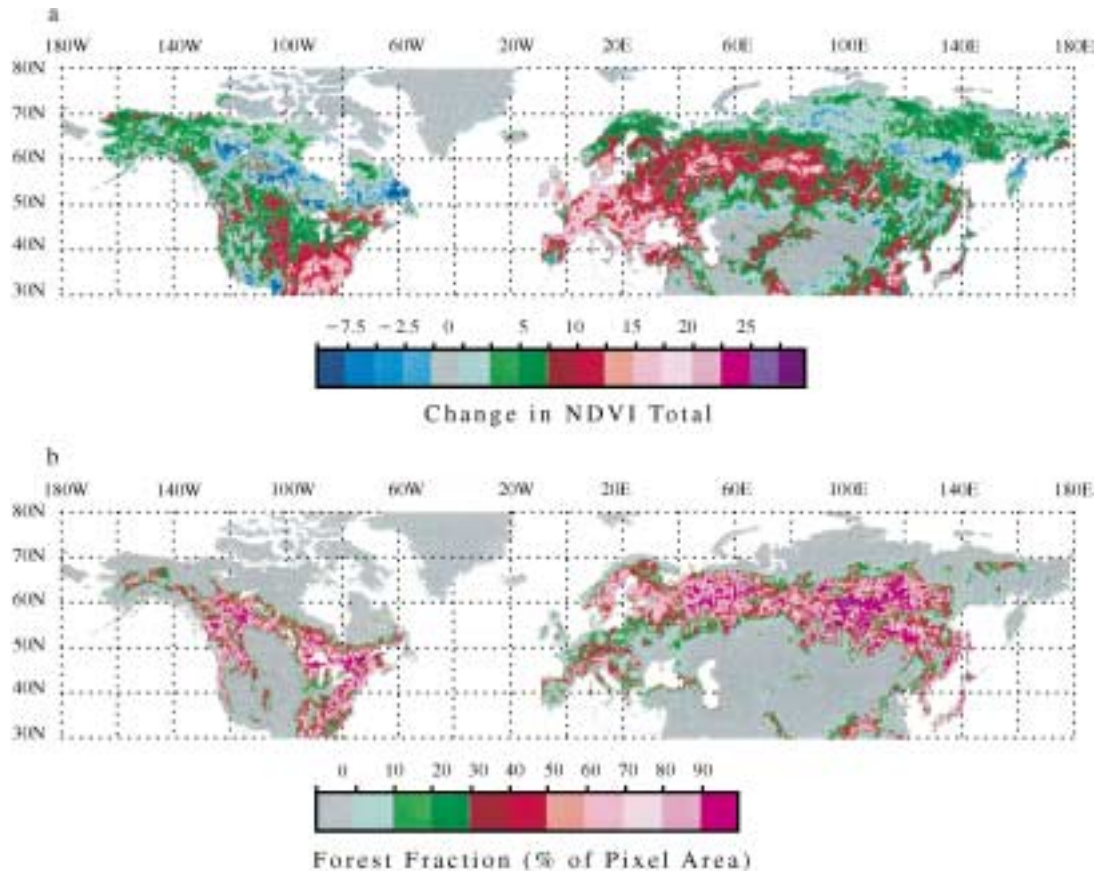 a
180W 140W 100W 60W 20W 20E 60E 100E 140E 180E
80N
70N
60N
50N
40N
30N
−7.5 −2.5 0 5 10 15 20 25
Change in NDVI Total
b
180W 140W 100W 60W 20W 20E 60E 100E 140E 180E
80N
70N
60N
50N
40N
30N
0 10 20 30 40 50 60 70 80 90
Forest Fraction (% of Pixel Area)